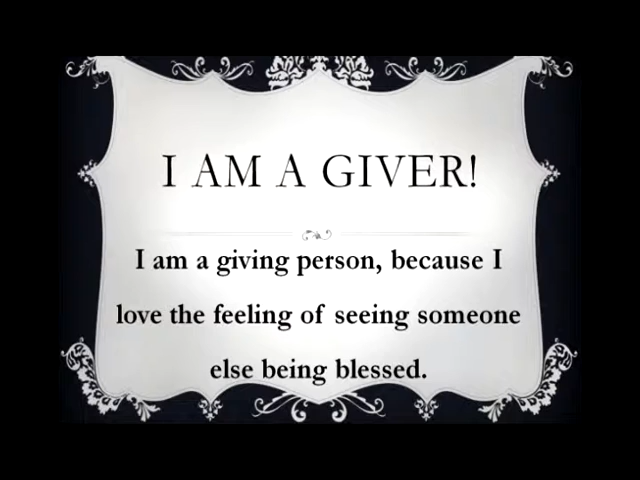 I AM A GIVER!
I am a giving person, because I
love the feeling of seeing someone
else being blessed.